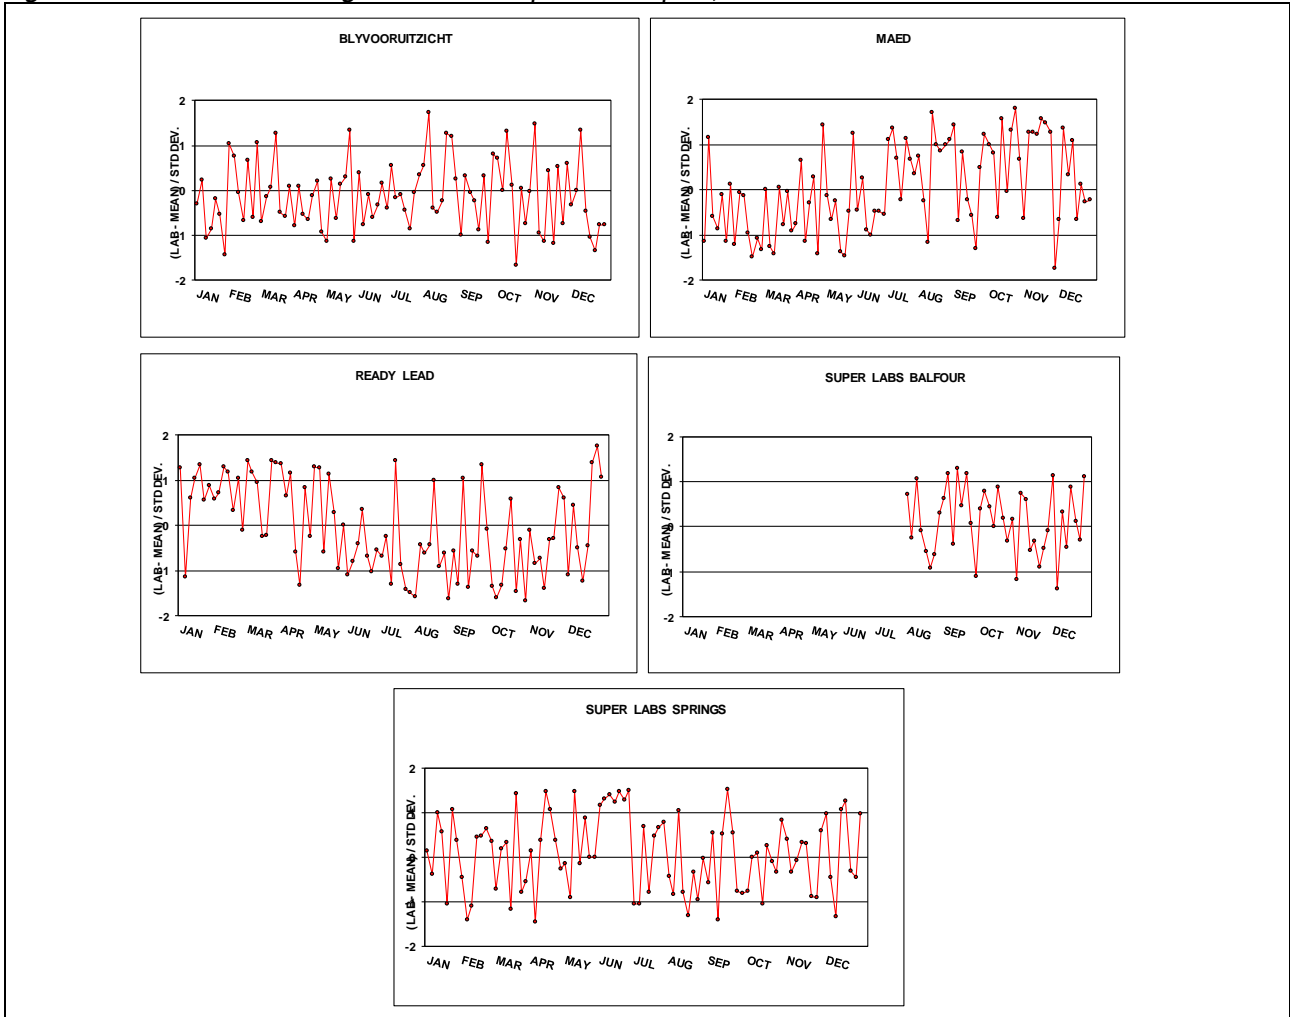 BLYVOORUITZICHT
(LAB - MEAN) / STD DEV.
2
1
0
-1
-2
JAN FEB MAR APR MAY JUN JUL AUG SEP OCT NOV DEC
MAED
(LAB - MEAN) / STD DEV.
2
1
0
-1
-2
JAN FEB MAR APR MAY JUN JUL AUG SEP OCT NOV DEC
READY LEAD
(LAB - MEAN) / STD DEV.
2
1
0
-1
-2
JAN FEB MAR APR MAY JUN JUL AUG SEP OCT NOV DEC
SUPER LABS BALFOUR
(LAB - MEAN) / STD DEV.
2
1
0
-1
-2
JAN FEB MAR APR MAY JUN JUL AUG SEP OCT NOV DEC
SUPER LABS SPRINGS
(LAB - MEAN) / STD DEV.
2
1
0
-1
-2
JAN FEB MAR APR MAY JUN JUL AUG SEP OCT NOV DEC